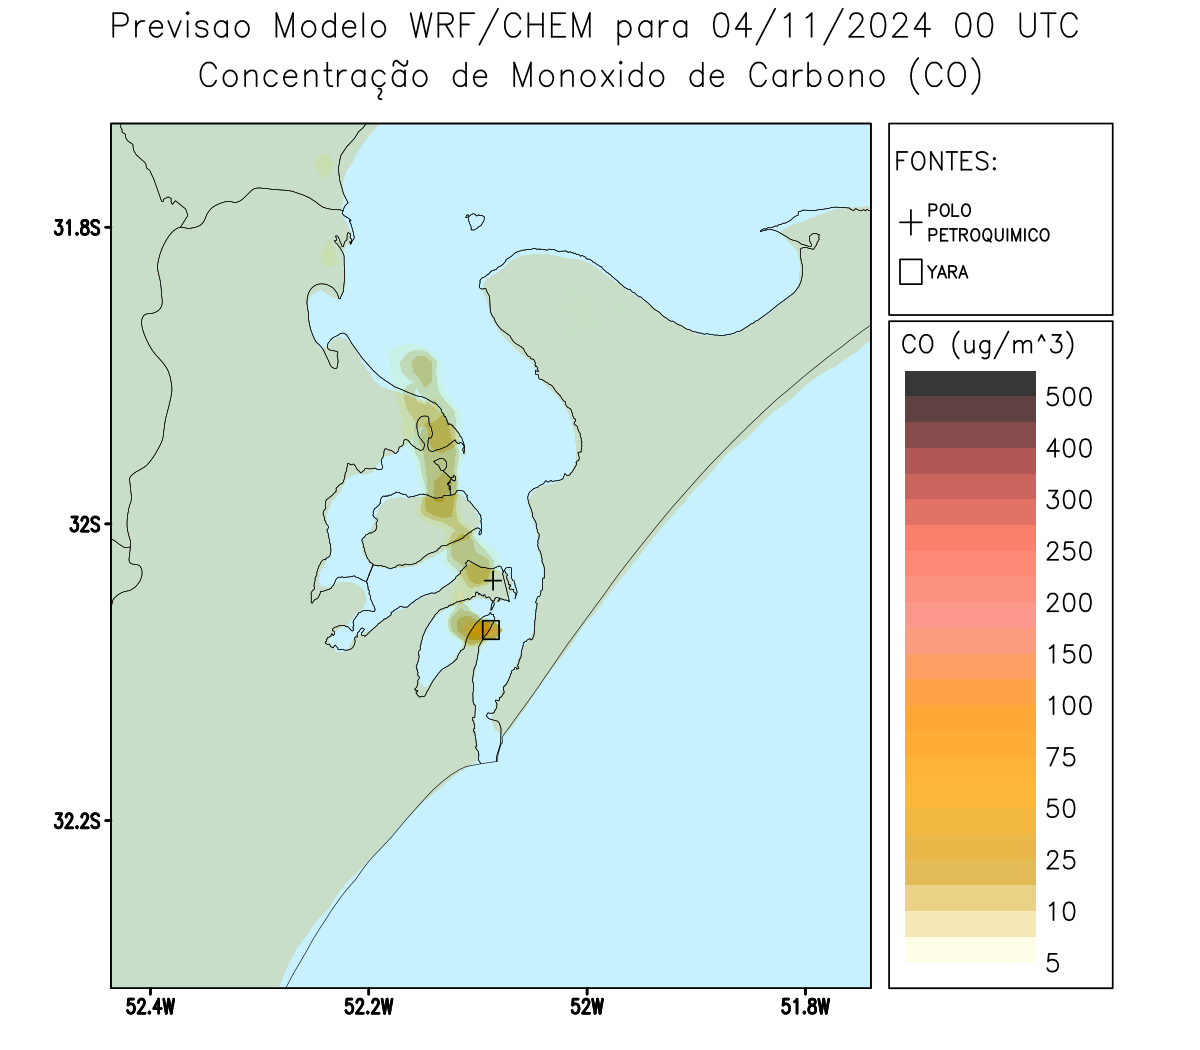 Previsao Modelo WRF/CHEM para 04/11/2024 00 UTC
Concentração de Monoxido de Carbono (CO)
FONTES:
POLO
PETROQUIMICO
YARA
CO (ug/m^3)
500
400
300
250
200
150
100
75
50
25
10
5
31.8S
32S
32.2S
52.4W
52.2W
52W
51.8W